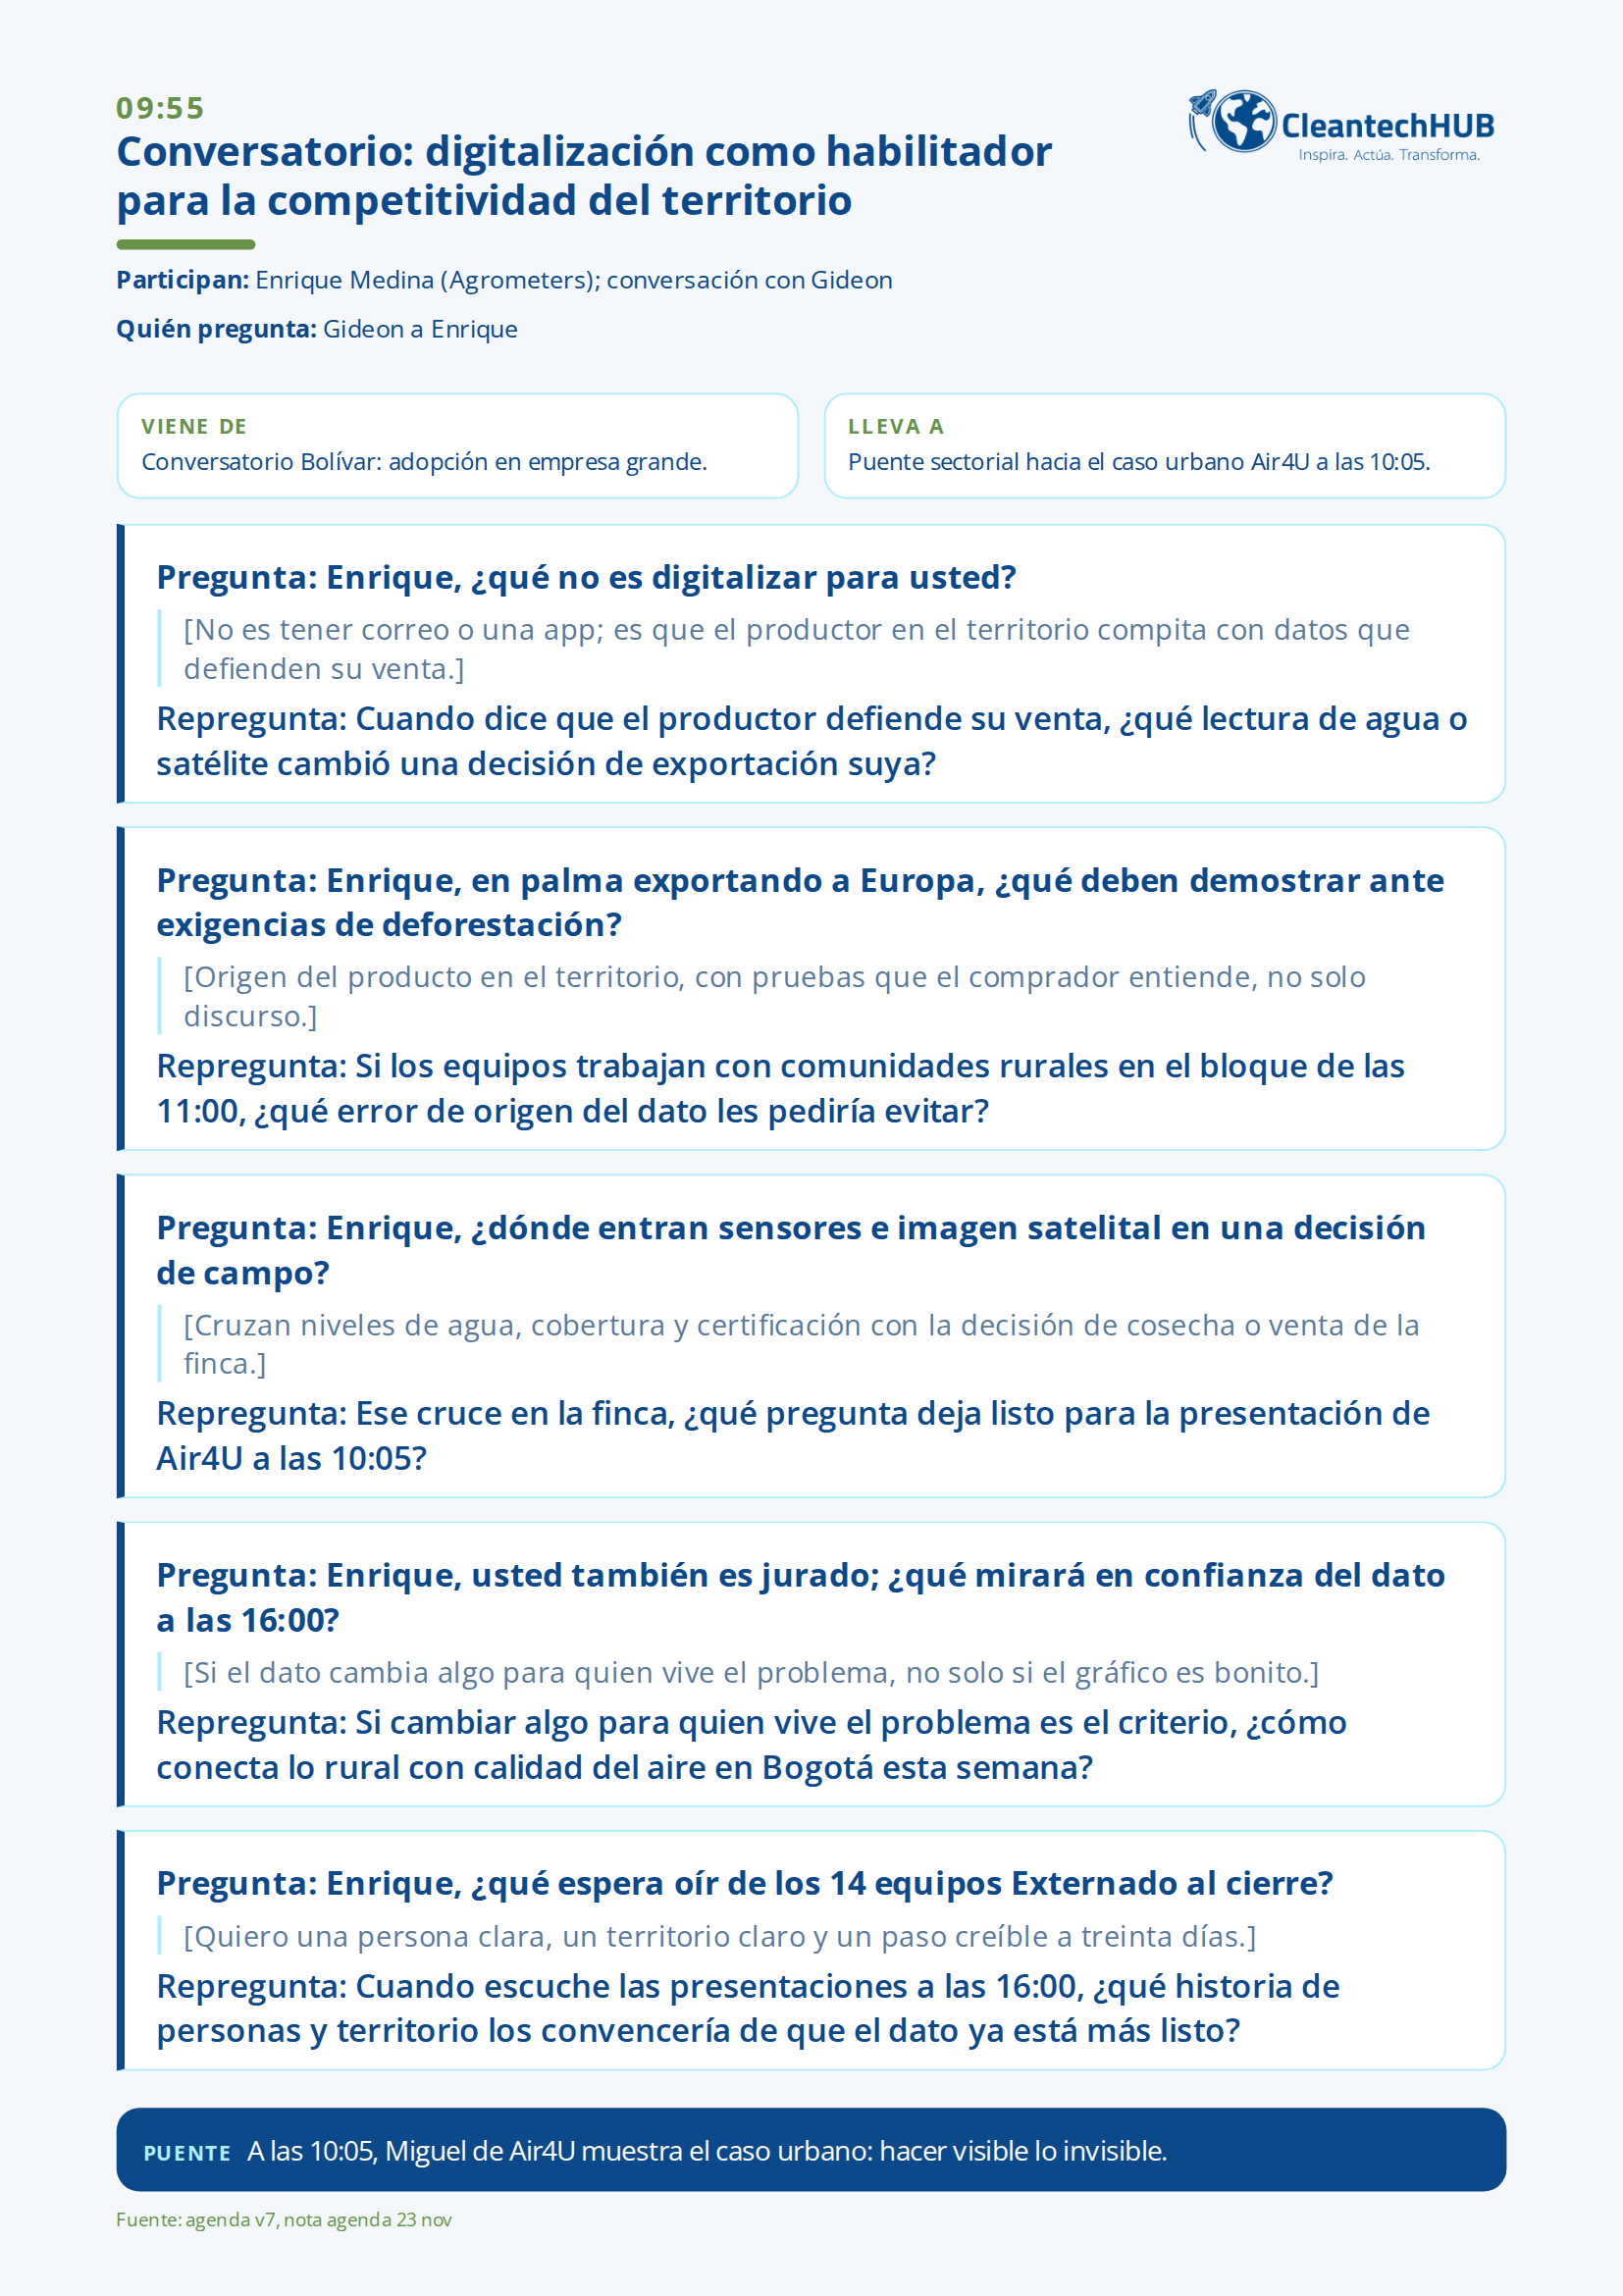 09:55
Conversatorio: digitalización como habilitador
para la competitividad del territorio
CleantechHUB
Inspira. Actúa. Transforma.
Participan: Enrique Medina (Agrometers); conversación con Gideon
Quién pregunta: Gideon a Enrique
VIENE DE
Conversatorio Bolívar: adopción en empresa grande.
LLEVA A
Puente sectorial hacia el caso urbano Air4U a las 10:05.
Pregunta: Enrique, ¿qué no es digitalizar para usted?
[No es tener correo o una app; es que el productor en el territorio compita con datos que
defienden su venta.]
Repregunta: Cuando dice que el productor defiende su venta, ¿qué lectura de agua o
satélite cambió una decisión de exportación suya?
Pregunta: Enrique, en palma exportando a Europa, ¿qué deben demostrar ante
exigencias de deforestación?
[Origen del producto en el territorio, con pruebas que el comprador entiende, no solo
discurso.]
Repregunta: Si los equipos trabajan con comunidades rurales en el bloque de las
11:00, ¿qué error de origen del dato les pediría evitar?
Pregunta: Enrique, ¿dónde entran sensores e imagen satelital en una decisión
de campo?
[Cruzan niveles de agua, cobertura y certificación con la decisión de cosecha o venta de la
finca.]
Repregunta: Ese cruce en la finca, ¿qué pregunta deja listo para la presentación de
Air4U a las 10:05?
Pregunta: Enrique, usted también es jurado; ¿qué mirará en confianza del dato
a las 16:00?
[Si el dato cambia algo para quien vive el problema, no solo si el gráfico es bonito.]
Repregunta: Si cambiar algo para quien vive el problema es el criterio, ¿cómo
conecta lo rural con calidad del aire en Bogotá esta semana?
Pregunta: Enrique, ¿qué espera oír de los 14 equipos Externado al cierre?
[Quiero una persona clara, un territorio claro y un paso creíble a treinta días.]
Repregunta: Cuando escuche las presentaciones a las 16:00, ¿qué historia de
personas y territorio los convencería de que el dato ya está más listo?
PUENTE A las 10:05, Miguel de Air4U muestra el caso urbano: hacer visible lo invisible.
Fuente: agenda v7, nota agenda 23 nov